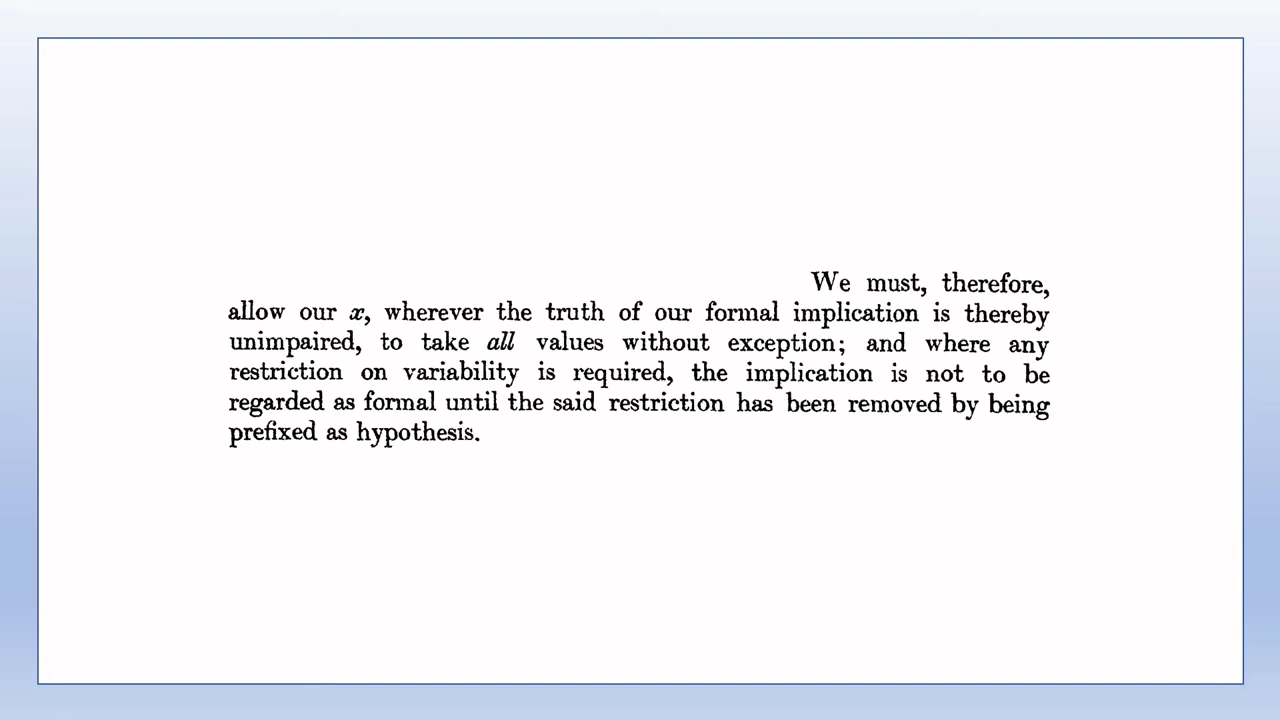 We must, therefore,
allow our x, wherever the truth of our formal implication is thereby
unimpaired, to take all values without exception; and where any
restriction on variability is required, the implication is not to be
regarded as formal until the said restriction has been removed by being
prefixed as hypothesis.